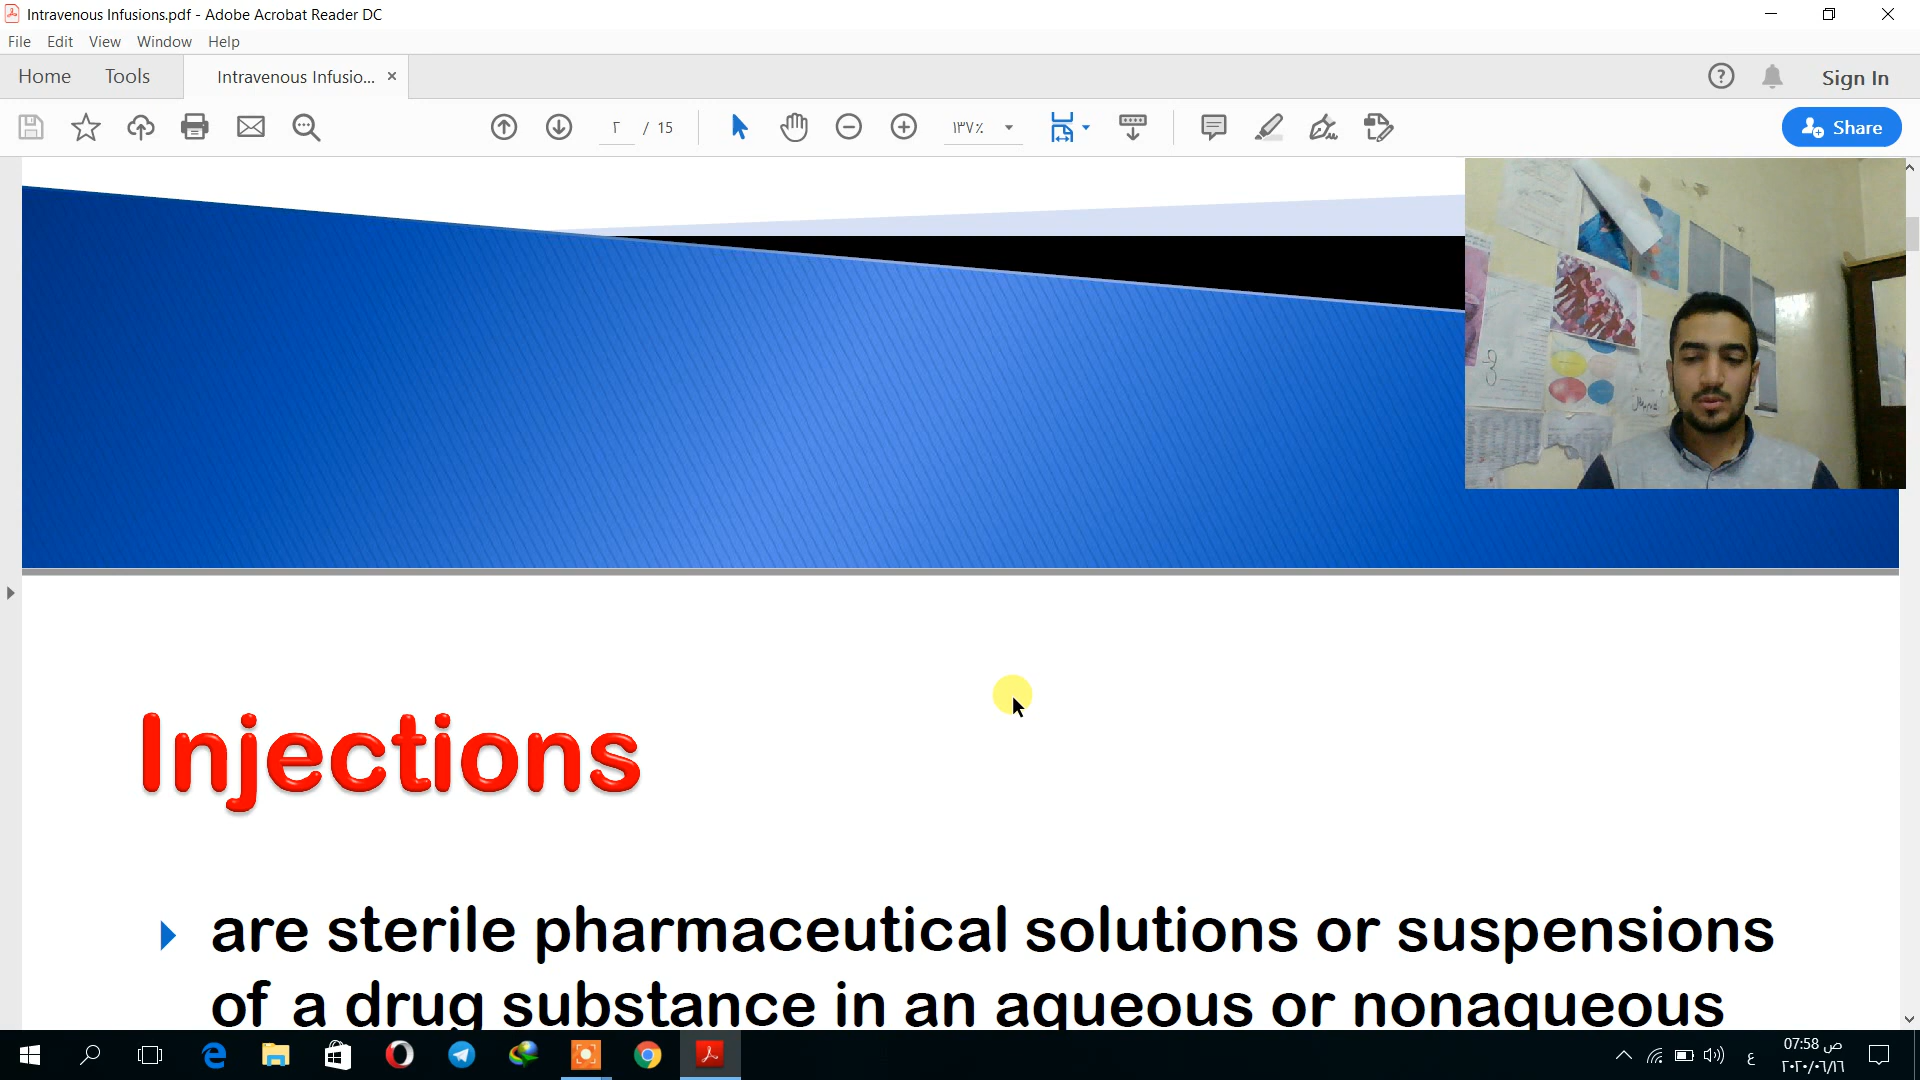 Intravenous Infusions.pdf - Adobe Acrobat Reader DC
File Edit View Window Help
Home Tools Intravenous Infusio... ×
Sign In
٢ / 15
١٣٧٪
Share
Injections
are sterile pharmaceutical solutions or suspensions
of a drug substance in an aqueous or nonaqueous
ع
07:58 ص
٢٠٢٠/٠٦/١٦